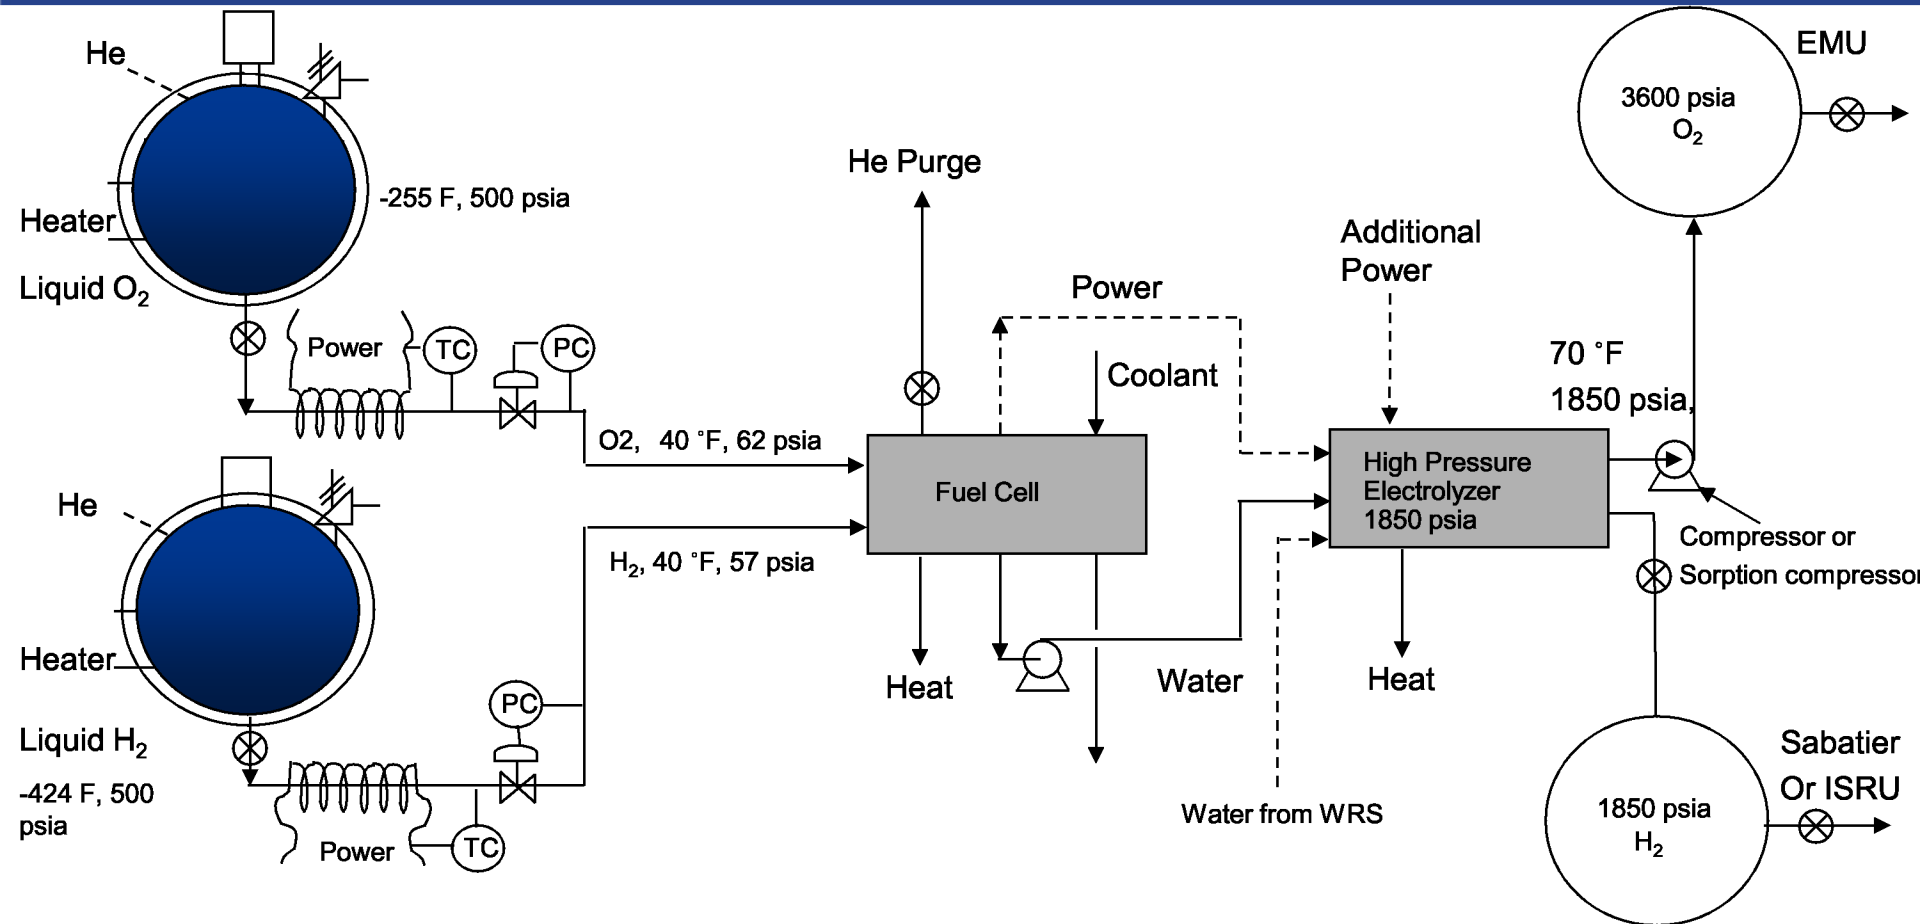 He
-255 F, 500 psia
Heater
Liquid O₂
Power
TC
PC
He Purge
Power
Coolant
Additional
Power
O2, 40 °F, 62 psia
Fuel Cell
H₂, 40 °F, 57 psia
He
Heater
Liquid H₂
-424 F, 500
psia
PC
Power
TC
Heat
Water
Water from WRS
High Pressure
Electrolyzer
1850 psia
Heat
70 °F
1850 psia,
Compressor or
Sorption compressor
3600 psia
O₂
EMU
1850 psia
H₂
Sabatier
Or ISRU